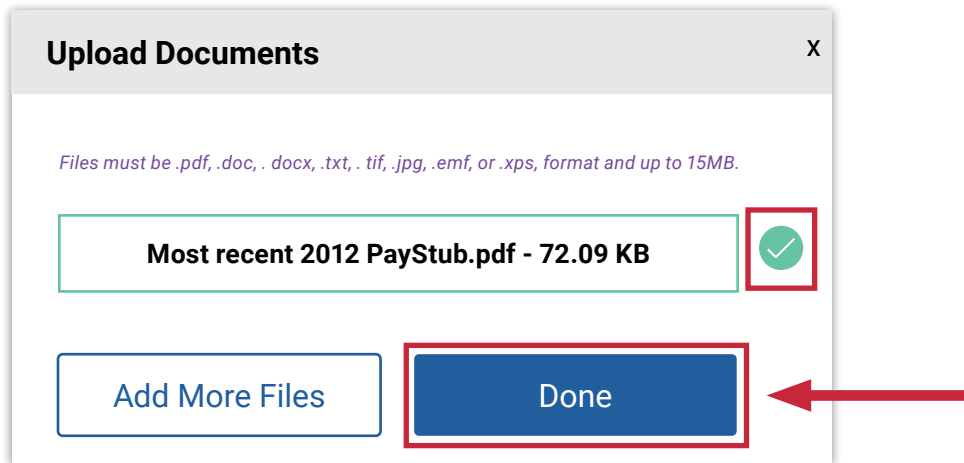 Upload Documents X
Files must be .pdf, .doc, . docx, .txt, . tif, .jpg, .emf, or .xps, format and up to 15MB.
Most recent 2012 PayStub.pdf - 72.09 KB
Add More Files Done